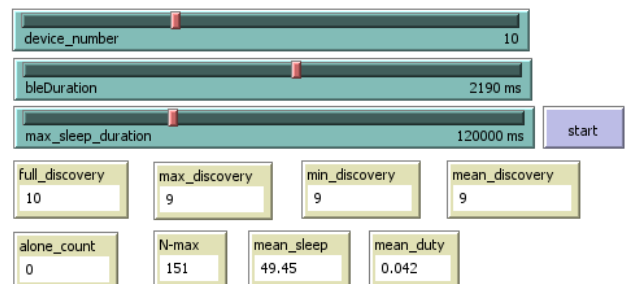 device_number 10
bleDuration 2190 ms
max_sleep_duration 120000 ms
start
full_discovery max_discovery min_discovery mean_discovery
10 9 9 9
alone_count N-max mean_sleep mean_duty
0 151 49.45 0.042